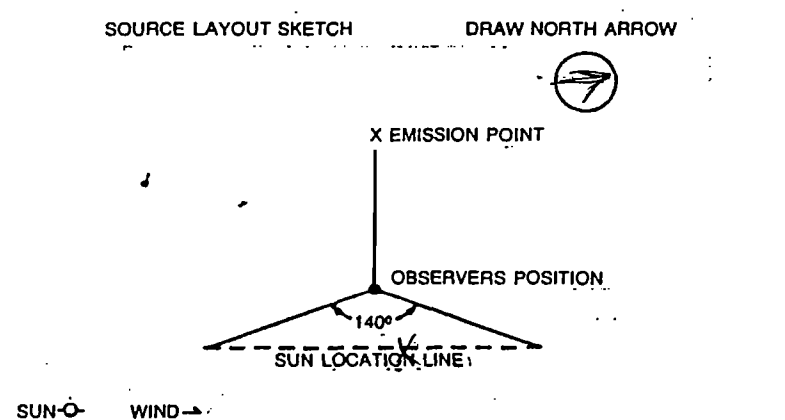 SOURCE LAYOUT SKETCH DRAW NORTH ARROW
X EMISSION POINT
OBSERVERS POSITION
140°
SUN LOCATION LINE
SUN WIND